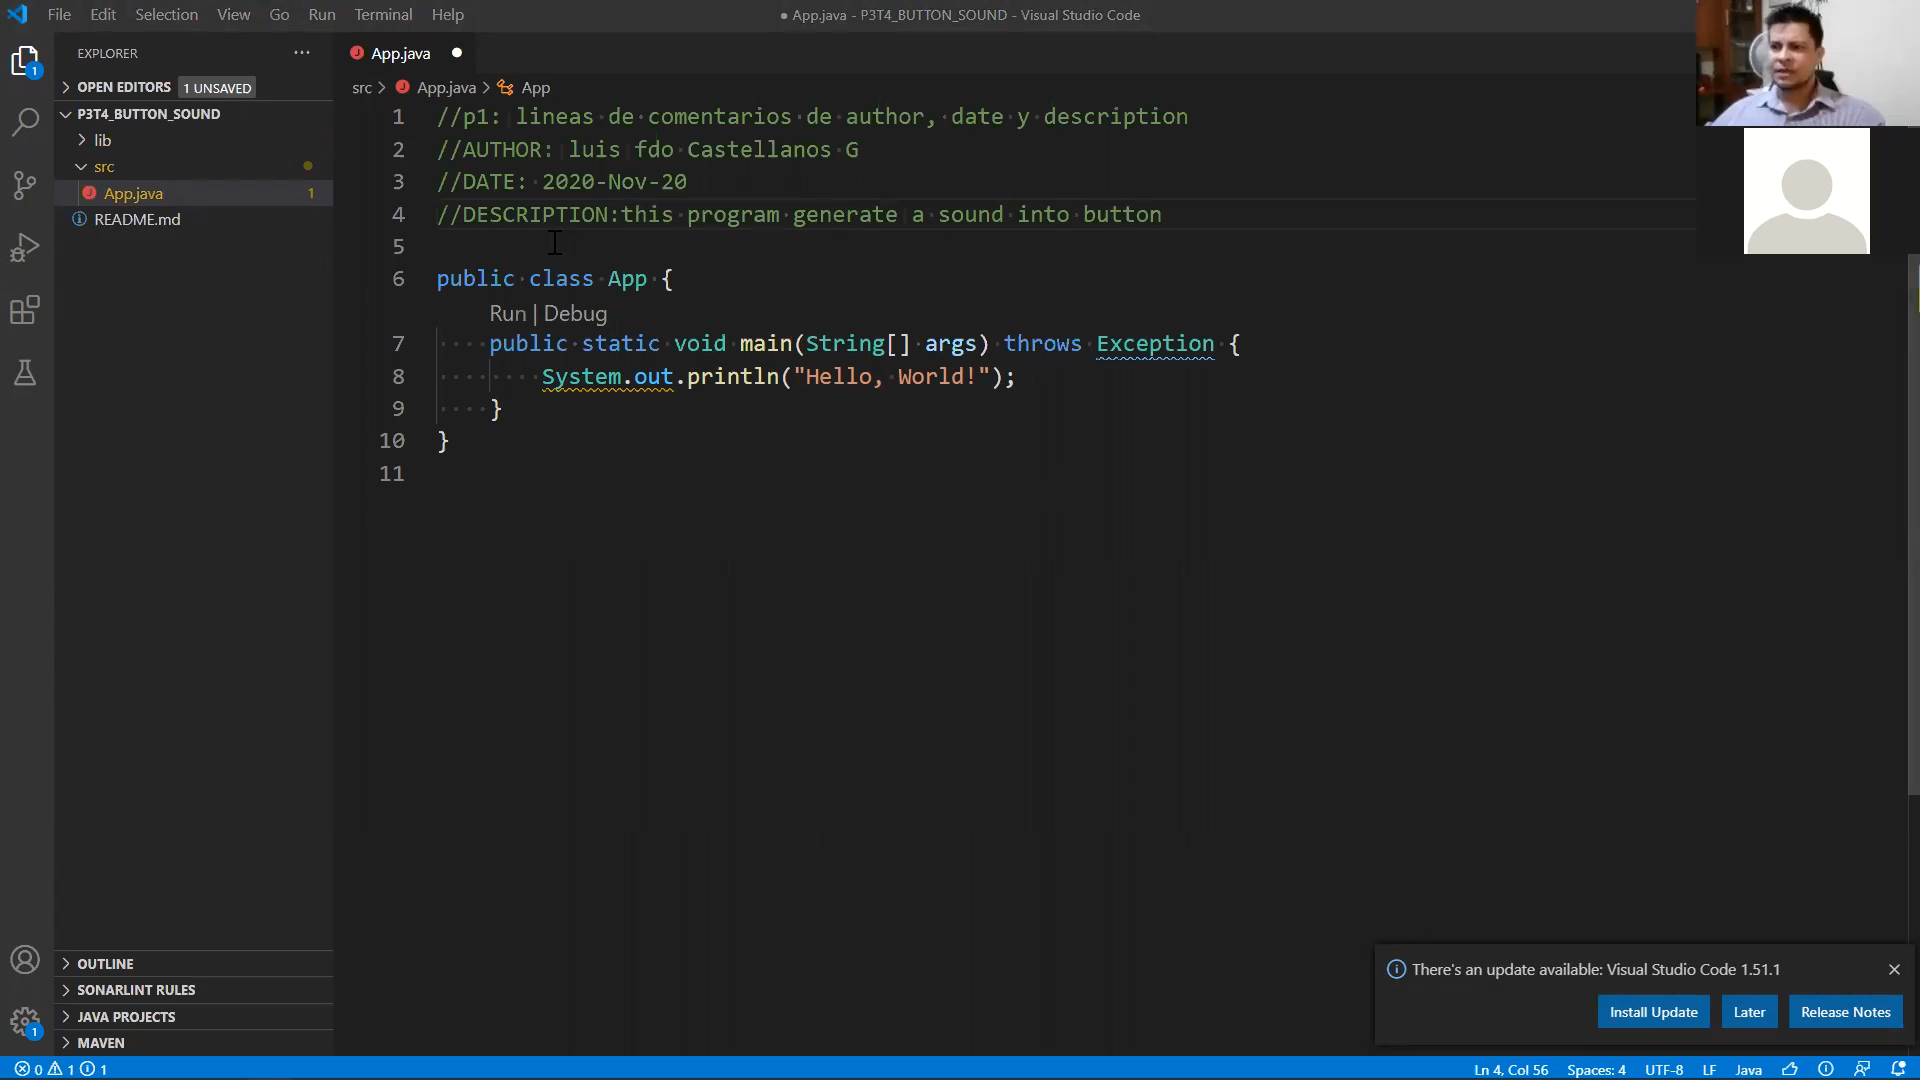 File Edit Selection View Go Run Terminal Help
● App.java - P3T4_BUTTON_SOUND - Visual Studio Code
EXPLORER ···
OPEN EDITORS 1 UNSAVED
P3T4_BUTTON_SOUND
lib
src
App.java 1
README.md
OUTLINE
SONARLINT RULES
JAVA PROJECTS
MAVEN
1
1
App.java
src > App.java > App
1 //p1: lineas de comentarios de author, date y description
2 //AUTHOR: luis fdo Castellanos G
3 //DATE: 2020-Nov-20
4 //DESCRIPTION:this program generate a sound into button
5
6 public class App {
Run | Debug
7 public static void main(String[] args) throws Exception {
8 System.out.println("Hello, World!");
9 }
10 }
11
There's an update available: Visual Studio Code 1.51.1
Install Update Later Release Notes
0 1 1
Ln 4, Col 56 Spaces: 4 UTF-8 LF Java